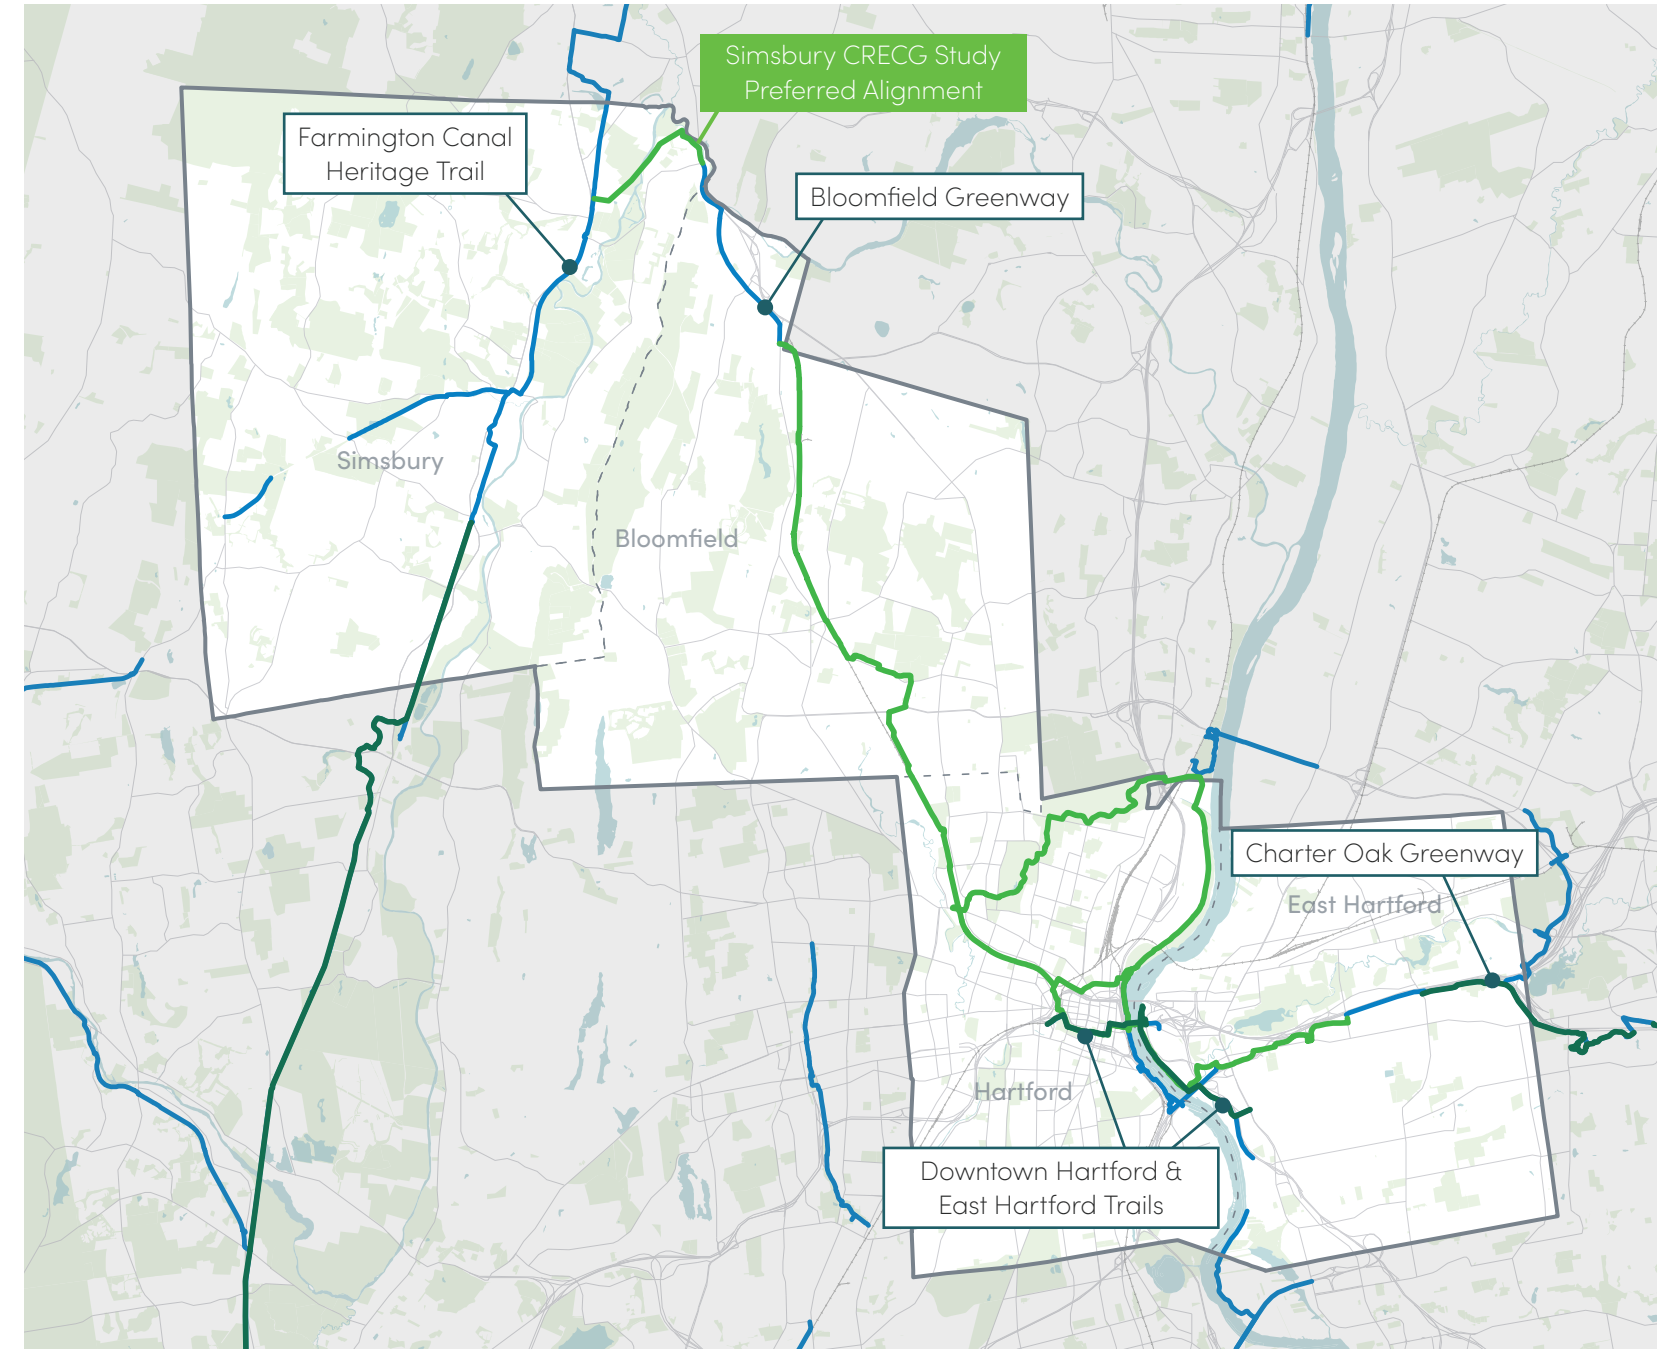 Simsbury CRECG Study
Preferred Alignment
Farmington Canal
Heritage Trail
Bloomfield Greenway
Simsbury
Bloomfield
Charter Oak Greenway
East Hartford
Hartford
Downtown Hartford &
East Hartford Trails